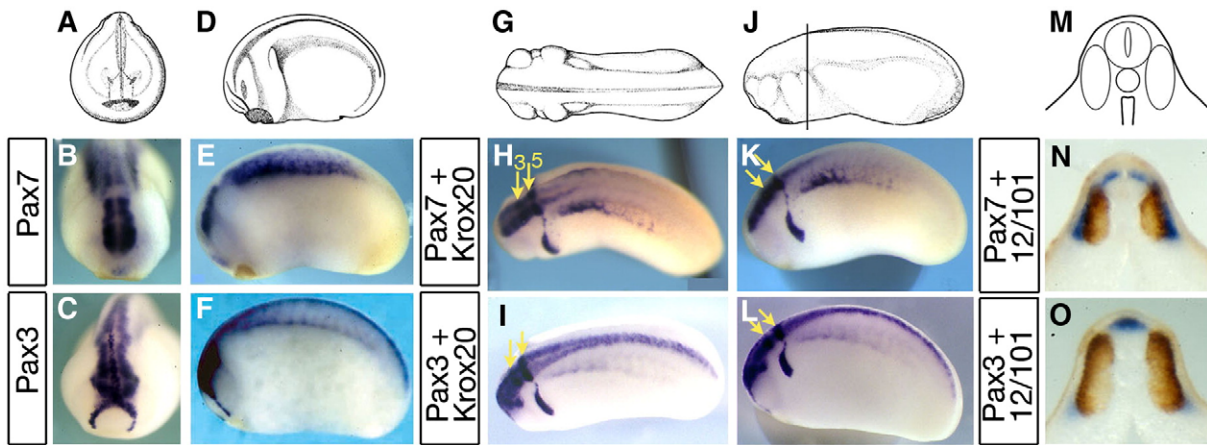 A
D
G
J
M
Pax7
B
E
Pax7 +
Krox20
H
3
5
K
Pax7 +
12/101
N
Pax3
C
F
Pax3 +
Krox20
I
L
Pax3 +
12/101
O